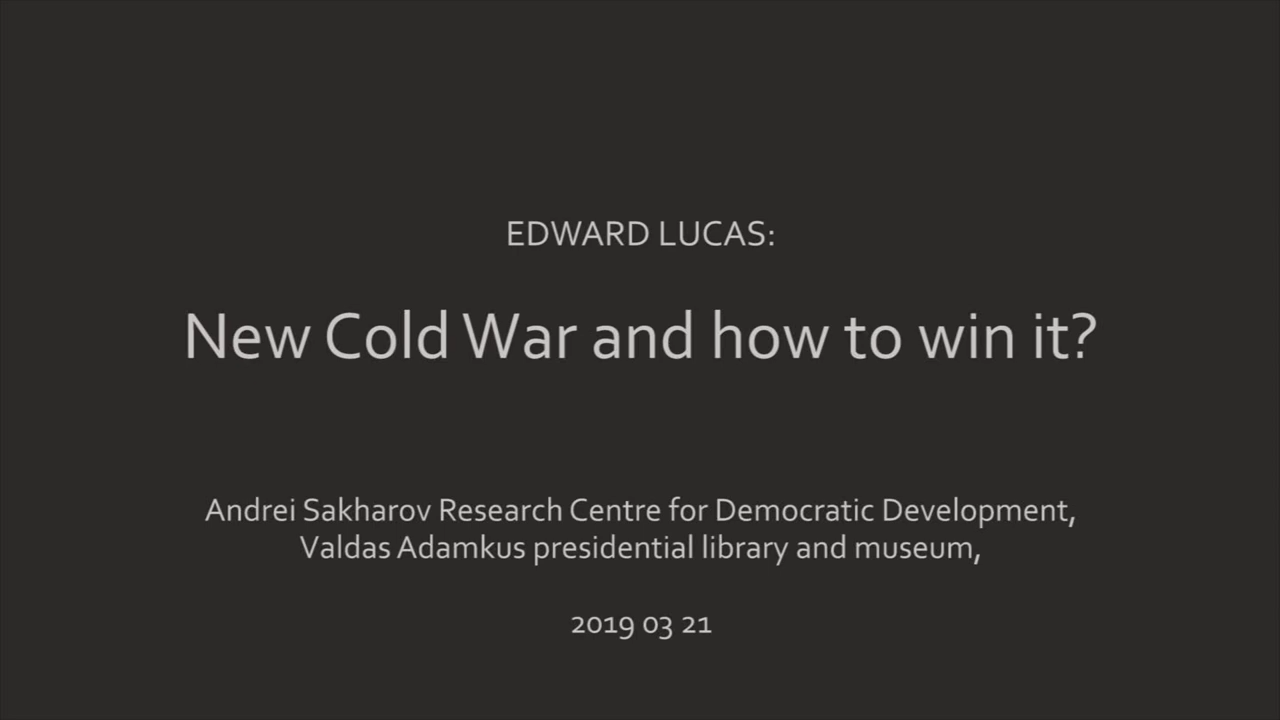 EDWARD LUCAS:
New Cold War and how to win it?
Andrei Sakharov Research Centre for Democratic Development,
Valdas Adamkus presidential library and museum,
2019 03 21